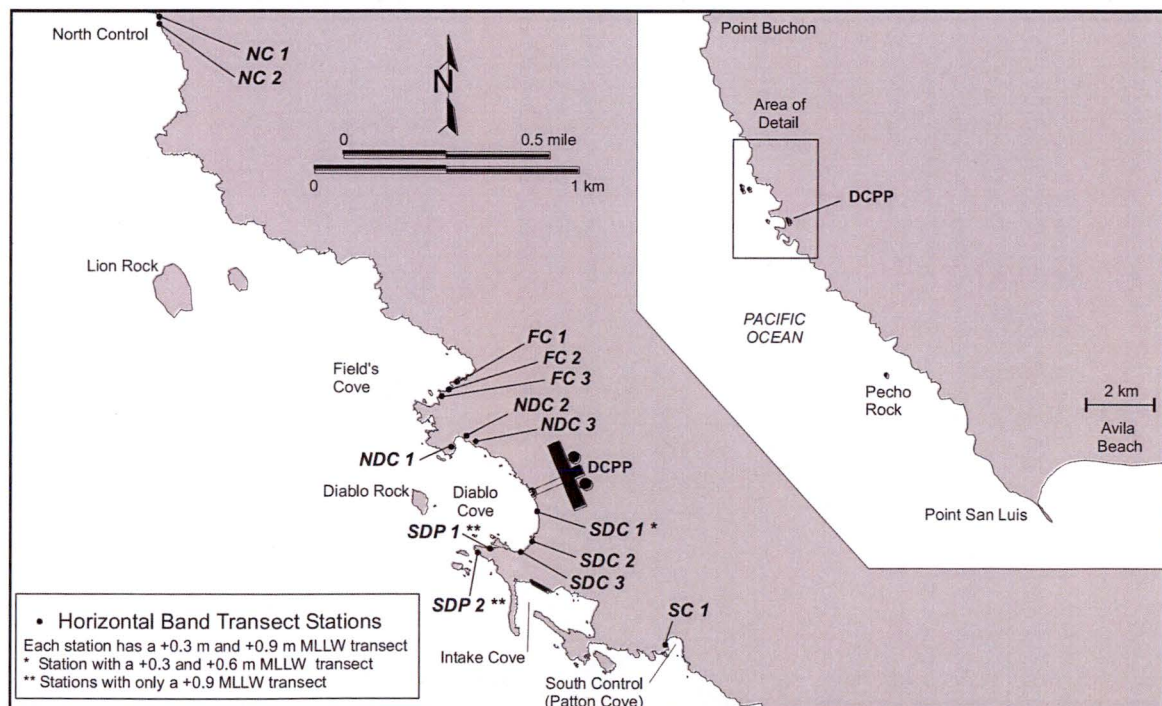 North Control
NC 1
NC 2
N
0
0.5 mile
0
1 km
Lion Rock
Field's
Cove
FC 1
FC 2
FC 3
NDC 2
NDC 3
NDC 1
DCPP
Diablo Rock
Diablo
Cove
SDC 1 *
SDP 1 **
SDC 2
SDC 3
SDP 2 **
SC 1
Intake Cove
South Control
(Patton Cove)
• Horizontal Band Transect Stations
Each station has a +0.3 m and +0.9 m MLLW transect
* Station with a +0.3 and +0.6 m MLLW transect
** Stations with only a +0.9 MLLW transect
Point Buchon
Area of
Detail
DCPP
PACIFIC
OCEAN
Pecho
Rock
2 km
Avila
Beach
Point San Luis